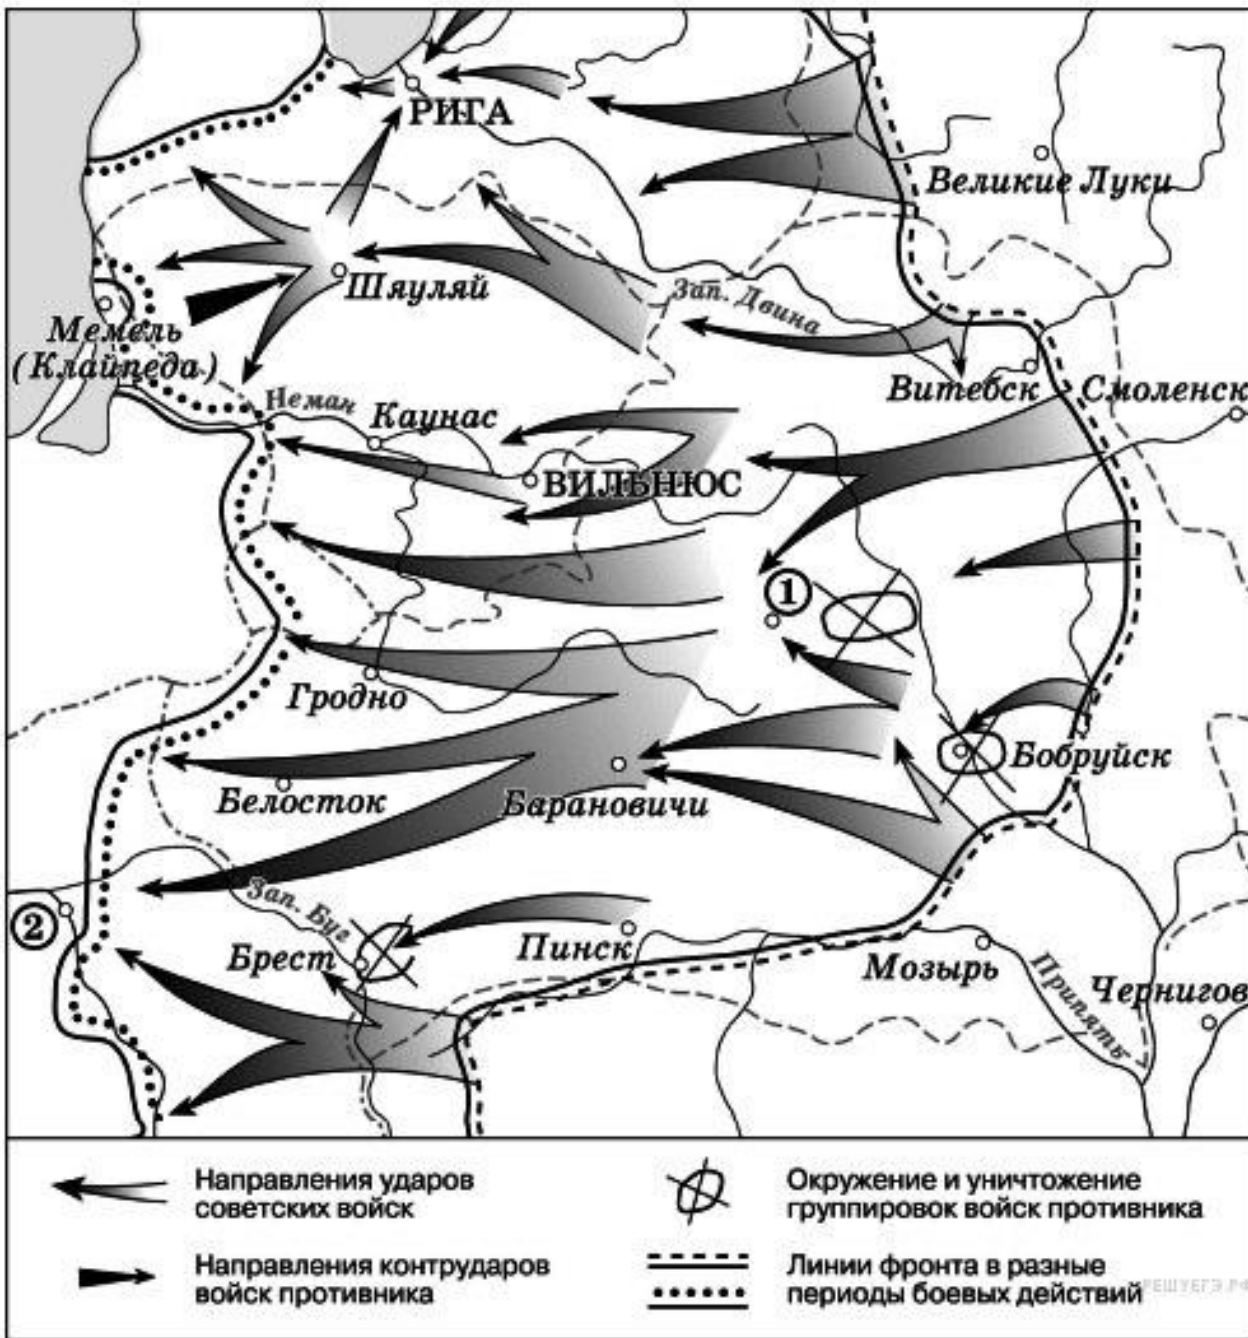 РИГА
Великие Луки
Шяуляй
Зап. Двина
Мемель
(Клайпеда)
Витебск
Смоленск
Неман
Каунас
ВИЛЬНЮС
1
Гродно
Бобруйск
Белосток
Барановичи
Зап. Буг
2
Брест
Пинск
Мозырь
Припять
Чернигов
Направления ударов
советских войск
Окружение и уничтожение
группировок войск противника
Направления контрударов
войск противника
Линии фронта в разные
периоды боевых действий
РЕШУЕГЭ.РФ